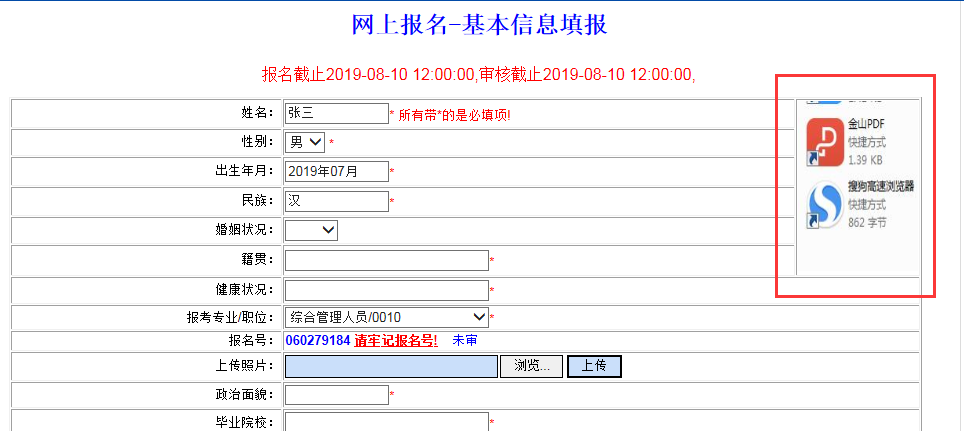 网上报名-基本信息填报
报名截止2019-08-10 12:00:00,审核截止2019-08-10 12:00:00,
姓名： 张三 * 所有带*的是必填项!
性别： 男 *
出生年月： 2019年07月 *
民族： 汉 *
婚姻状况：
籍贯： *
健康状况： *
报考专业/职位： 综合管理人员/0010 *
报名号： 060279184 请牢记报名号! 未审
上传照片： 浏览... 上传
政治面貌： *
毕业院校： *
金山PDF
快捷方式
1.39 KB
搜狗高速浏览器
快捷方式
862 字节